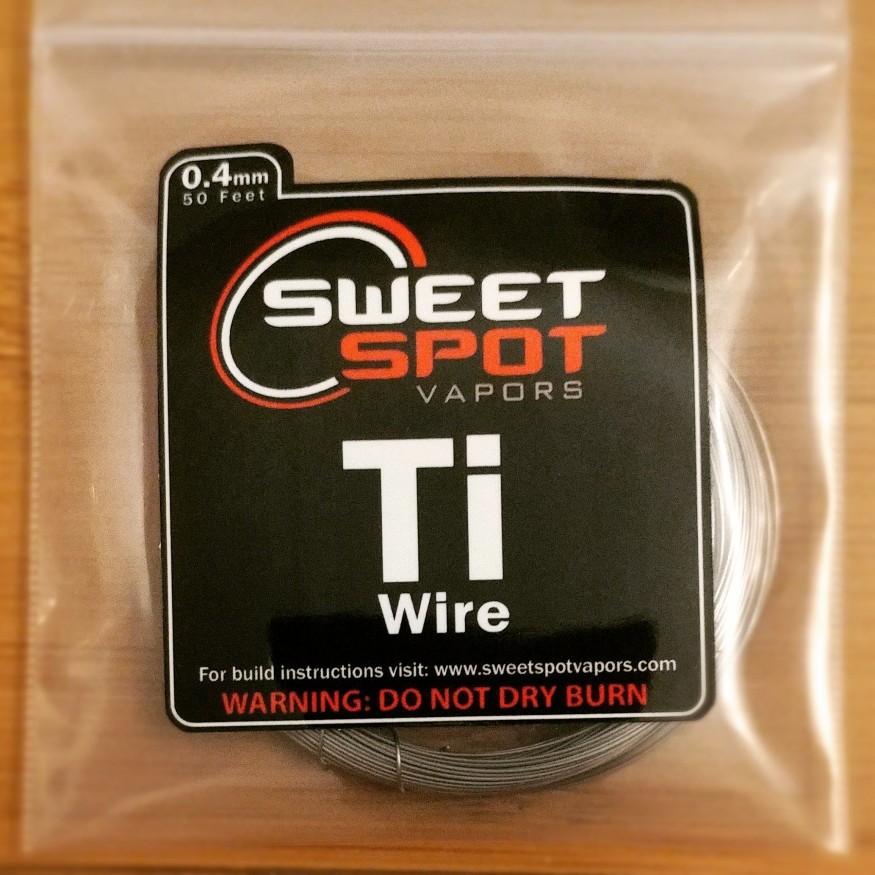 0.4mm
50 Feet
SWEET
SPOT
VAPORS
Ti
Wire
For build instructions visit: www.sweetspotvapors.com
WARNING: DO NOT DRY BURN